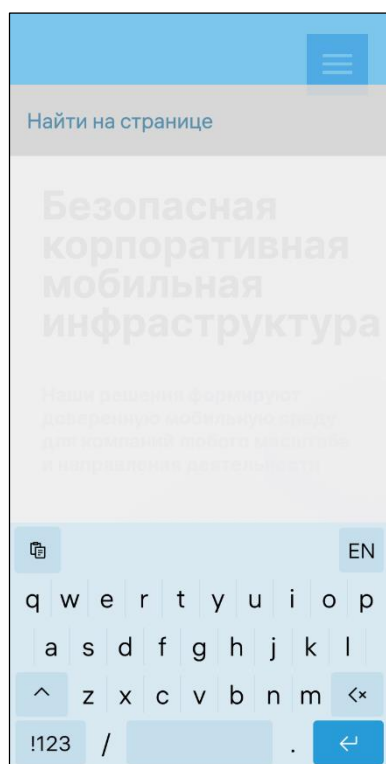 Найти на странице
Безопасная
корпоративная
мобильная
инфраструктура
Наши решения формируют
доверенную мобильную среду
для компаний любого масштаба
и направления деятельности
EN
q w e r t y u i o p
a s d f g h j k l
z x c v b n m
!123 / .